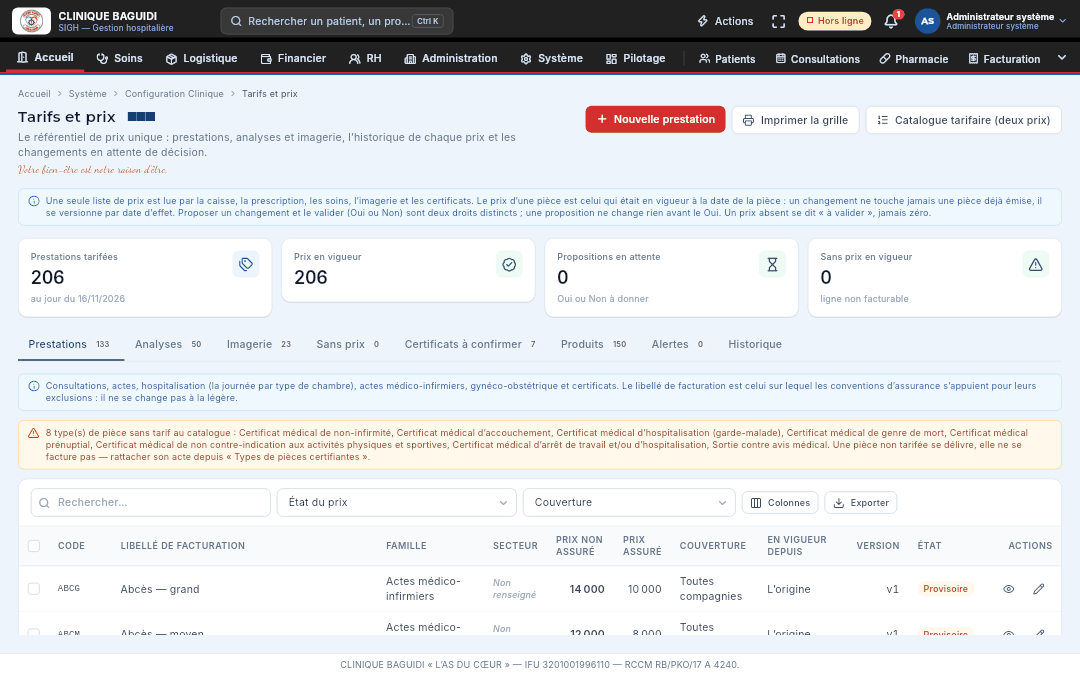 CLINIQUE BAGUIDI
SIGH — Gestion hospitalière
Rechercher un patient, un pro... Ctrl K
Actions
Hors ligne
1
AS
Administrateur système
Administrateur système
Accueil Soins Logistique Financier RH Administration Système Pilotage Patients Consultations Pharmacie Facturation
Accueil > Système > Configuration Clinique > Tarifs et prix
Tarifs et prix
Le référentiel de prix unique : prestations, analyses et imagerie, l'historique de chaque prix et les
changements en attente de décision.
Votre bien-être est notre raison d'être.
Nouvelle prestation
Imprimer la grille
Catalogue tarifaire (deux prix)
Une seule liste de prix est lue par la caisse, la prescription, les soins, l'imagerie et les certificats. Le prix d'une pièce est celui qui était en vigueur à la date de la pièce : un changement ne touche jamais une pièce déjà émise, il
se versionne par date d'effet. Proposer un changement et le valider (Oui ou Non) sont deux droits distincts ; une proposition ne change rien avant le Oui. Un prix absent se dit « à valider », jamais zéro.
Prestations tarifées
206
au jour du 16/11/2026
Prix en vigueur
206
Propositions en attente
0
Oui ou Non à donner
Sans prix en vigueur
0
ligne non facturable
Prestations 133 Analyses 50 Imagerie 23 Sans prix 0 Certificats à confirmer 7 Produits 150 Alertes 0 Historique
Consultations, actes, hospitalisation (la journée par type de chambre), actes médico-infirmiers, gynéco-obstétrique et certificats. Le libellé de facturation est celui sur lequel les conventions d'assurance s'appuient pour leurs
exclusions : il ne se change pas à la légère.
8 type(s) de pièce sans tarif au catalogue : Certificat médical de non-infirmité, Certificat médical d'accouchement, Certificat médical d'hospitalisation (garde-malade), Certificat médical de genre de mort, Certificat médical
prénuptial, Certificat médical de non contre-indication aux activités physiques et sportives, Certificat médical d'arrêt de travail et/ou d'hospitalisation, Sortie contre avis médical. Une pièce non tarifée se délivre, elle ne se
facture pas — rattacher son acte depuis « Types de pièces certifiantes ».
Rechercher... État du prix Couverture Colonnes Exporter
CODE LIBELLÉ DE FACTURATION FAMILLE SECTEUR PRIX NON ASSURÉ PRIX ASSURÉ COUVERTURE EN VIGUEUR DEPUIS VERSION ÉTAT ACTIONS
ABCG Abcès — grand Actes médico-infirmiers Non renseigné 14 000 10 000 Toutes compagnies L'origine v1 Provisoire
ABCM Abcès — moyen Actes médico- Non 12 000 8 000 Toutes L'origine v1 Provisoire
CLINIQUE BAGUIDI « L'AS DU CŒUR » — IFU 3201001996110 — RCCM RB/PKO/17 A 4240.